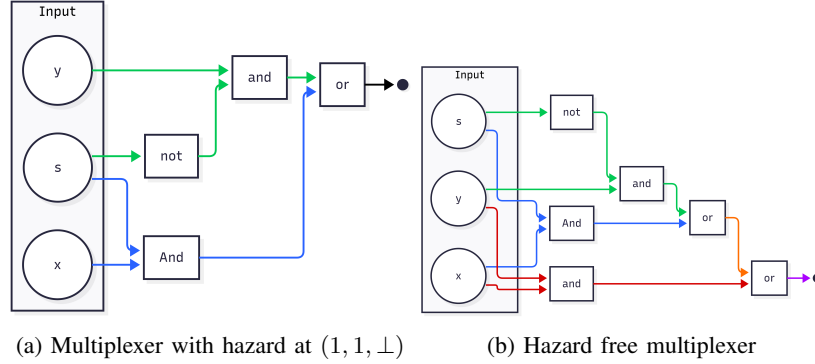 Input
y
and
or
not
s
And
x
(a) Multiplexer with hazard at (1, 1, ⊥)
Input
s
not
and
y
or
And
x
and
or
(b) Hazard free multiplexer